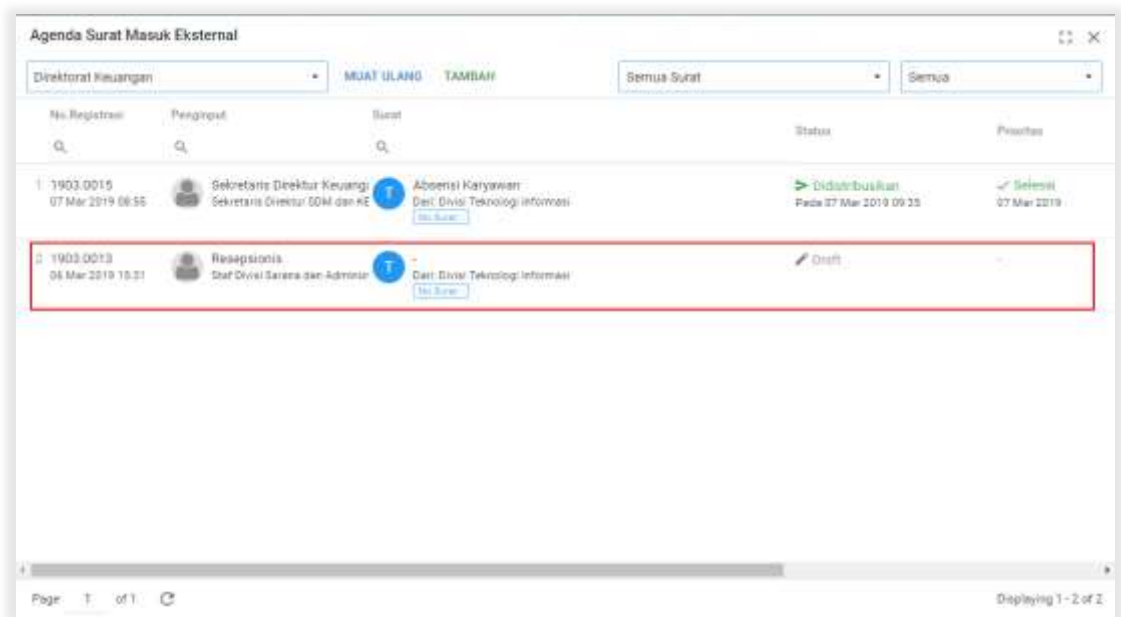 Agenda Surat Masuk Eksternal
Direktorat Keuangan
MUAT ULANG
TAMBAH
Semua Surat
Semua
No.Registrasi
Penginput
Surat
Status
Prioritas
1 1903.0015
07 Mar 2019 08:56
Sekretaris Direktur Keuang
Sekretaris Direktur SDM dan KE
T
Absensi Karyawan
Dari: Divisi Teknologi Informasi
No Surat :
Didistribusikan
Pada 07 Mar 2019 09:35
Selesai
07 Mar 2019
2 1903.0013
06 Mar 2019 15:31
Resepsionis
Staf Divisi Sarana dan Adminis
T
-
Dari: Divisi Teknologi Informasi
No Surat :
Draft
-
Page 1 of 1
Displaying 1 - 2 of 2